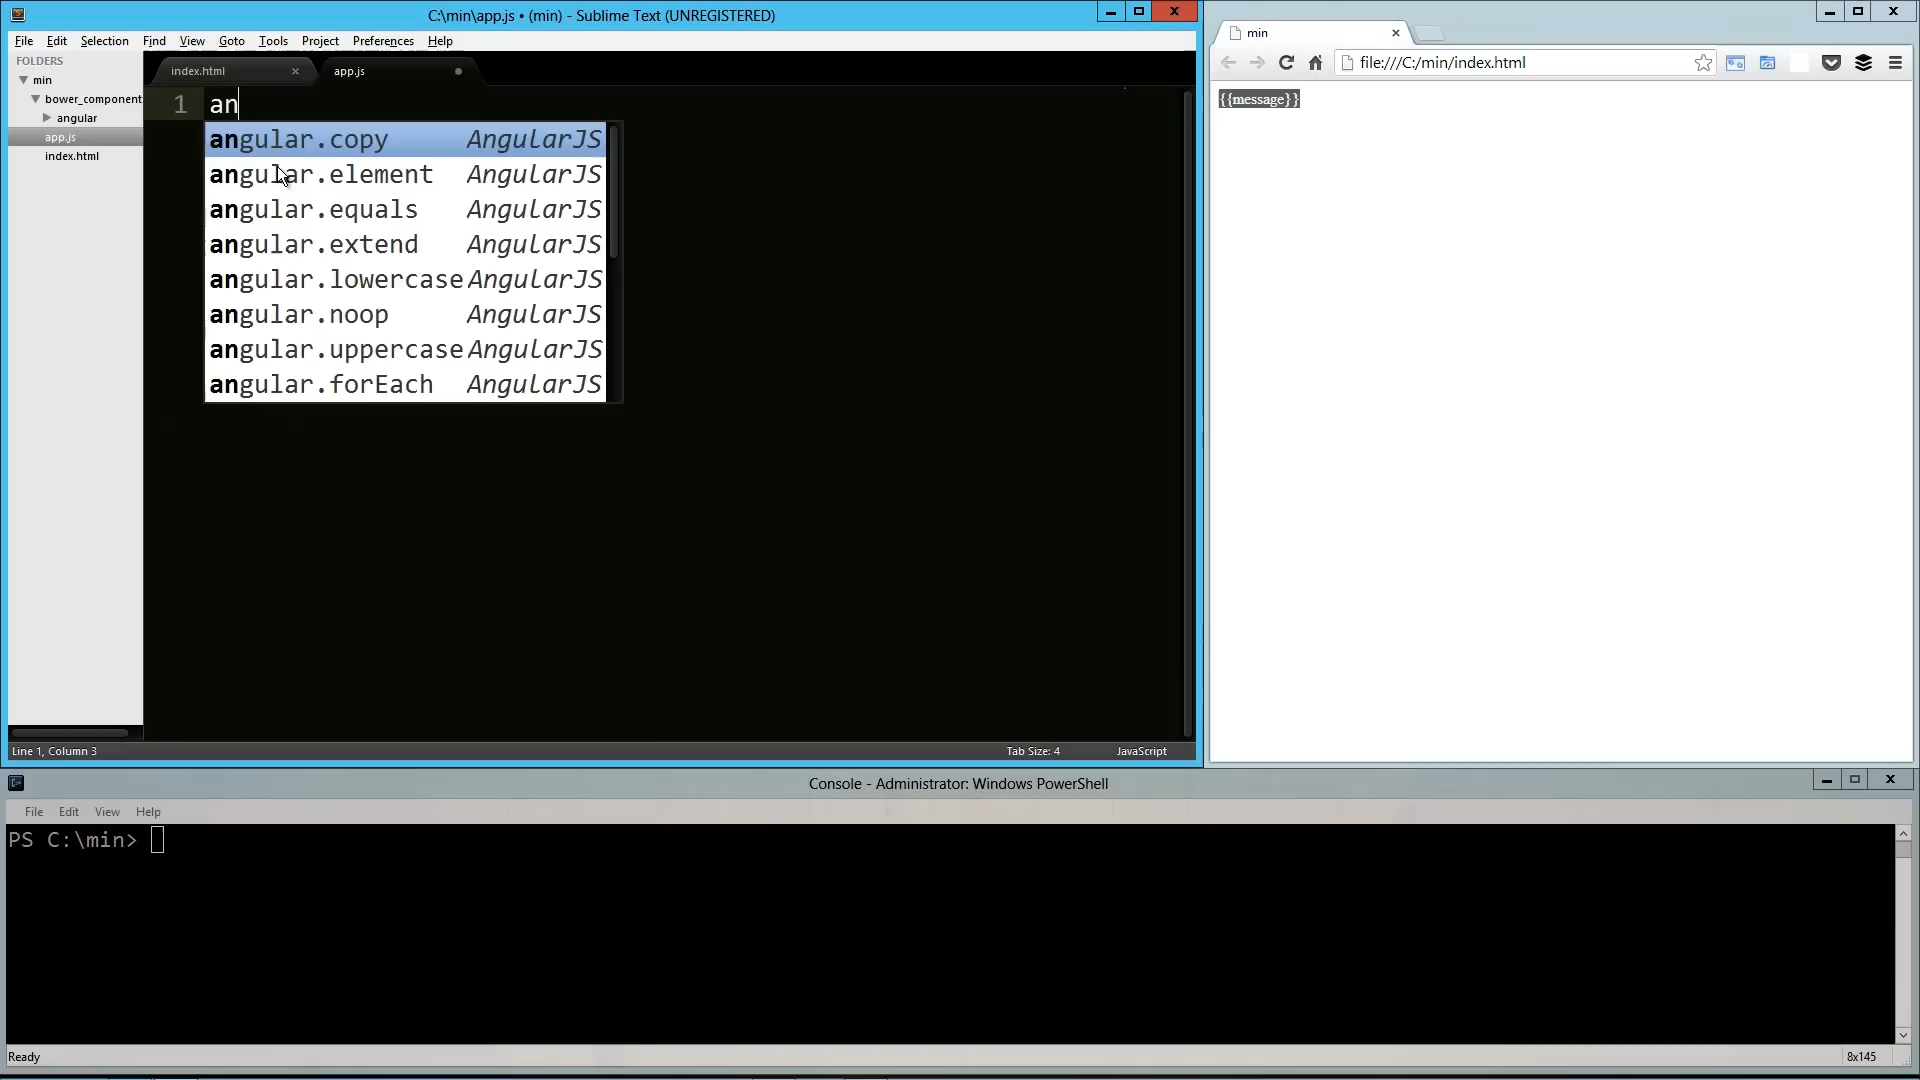 C:\min\app.js • (min) - Sublime Text (UNREGISTERED)
File Edit Selection Find View Goto Tools Project Preferences Help
FOLDERS
min
bower_component
angular
app.js
index.html
index.html
app.js
1 an
angular.copy AngularJS
angular.element AngularJS
angular.equals AngularJS
angular.extend AngularJS
angular.lowercase AngularJS
angular.noop AngularJS
angular.uppercase AngularJS
angular.forEach AngularJS
Line 1, Column 3
Tab Size: 4
JavaScript
min
file:///C:/min/index.html
{{message}}
Console - Administrator: Windows PowerShell
File Edit View Help
PS C:\min>
Ready
8x145